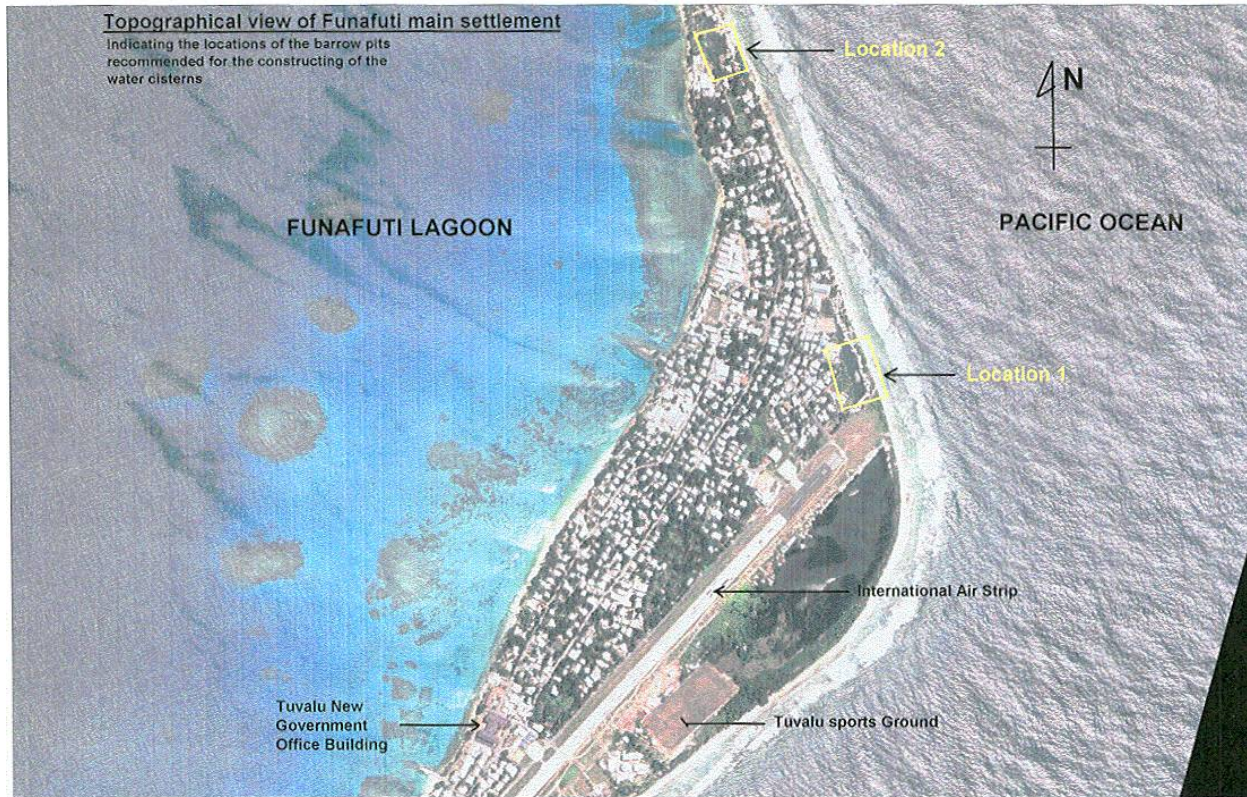 Topographical view of Funafuti main settlement
Indicating the locations of the barrow pits
recommended for the constructing of the
water cisterns
Location 2
N
FUNAFUTI LAGOON
PACIFIC OCEAN
Location 1
International Air Strip
Tuvalu New
Government
Office Building
Tuvalu sports Ground